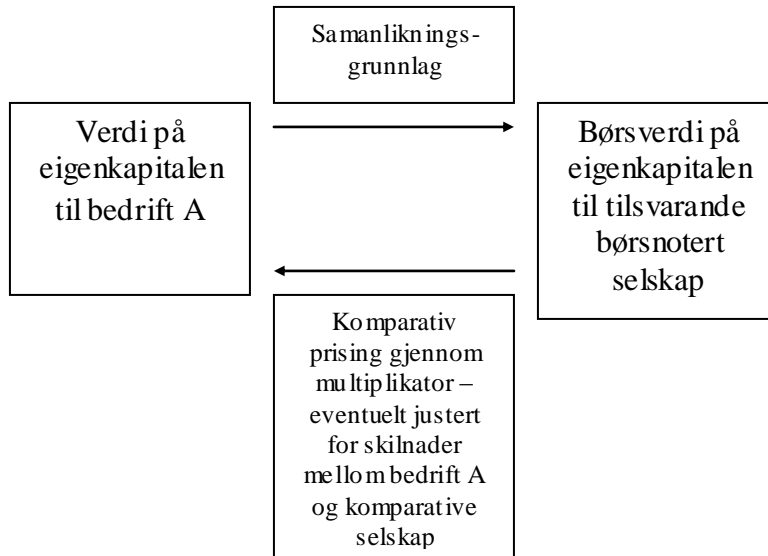 Samanliknings-
grunnlag
Verdi på
eigenkapitalen
til bedrift A
Børsverdi på
eigenkapitalen
til tilsvarande
børsnotert
selskap
Komparativ
prising gjennom
multiplikator –
eventuelt justert
for skilnader
mellom bedrift A
og komparative
selskap